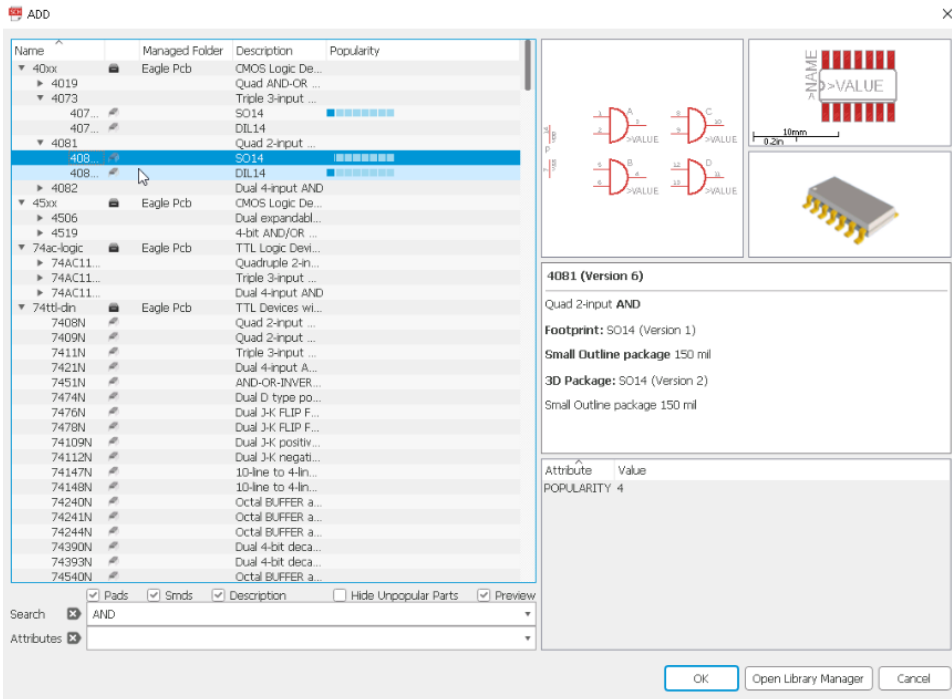 ADD
Name Managed Folder Description Popularity
40xx Eagle Pcb CMOS Logic De...
4019 Quad AND-OR ...
4073 Triple 3-input ...
407... SO14
407... DIL14
4081 Quad 2-input ...
408... SO14
408... DIL14
4082 Dual 4-input AND
45xx Eagle Pcb CMOS Logic De...
4506 Dual expandabl...
4519 4-bit AND/OR ...
74ac-logic Eagle Pcb TTL Logic Devi...
74AC11... Quadruple 2-in...
74AC11... Triple 3-input ...
74AC11... Dual 4-input AND
74ttl-din Eagle Pcb TTL Devices wi...
7408N Quad 2-input ...
7409N Quad 2-input ...
7411N Triple 3-input ...
7421N Dual 4-input A...
7451N AND-OR-INVER...
7474N Dual D type po...
7476N Dual J-K FLIP F...
7478N Dual J-K FLIP F...
74109N Dual J-K positiv...
74112N Dual J-K negati...
74147N 10-line to 4-lin...
74148N 10-line to 4-lin...
74240N Octal BUFFER a...
74241N Octal BUFFER a...
74244N Octal BUFFER a...
74390N Dual 4-bit deca...
74393N Dual 4-bit deca...
74540N Octal BUFFER a...
Pads Smds Description Hide Unpopular Parts Preview
Search AND
Attributes
A C
>VALUE >VALUE
P
B D
>VALUE >VALUE
>NAME
>VALUE
10mm
0.2in
4081 (Version 6)
Quad 2-input AND
Footprint: SO14 (Version 1)
Small Outline package 150 mil
3D Package: SO14 (Version 2)
Small Outline package 150 mil
Attribute Value
POPULARITY 4
OK Open Library Manager Cancel